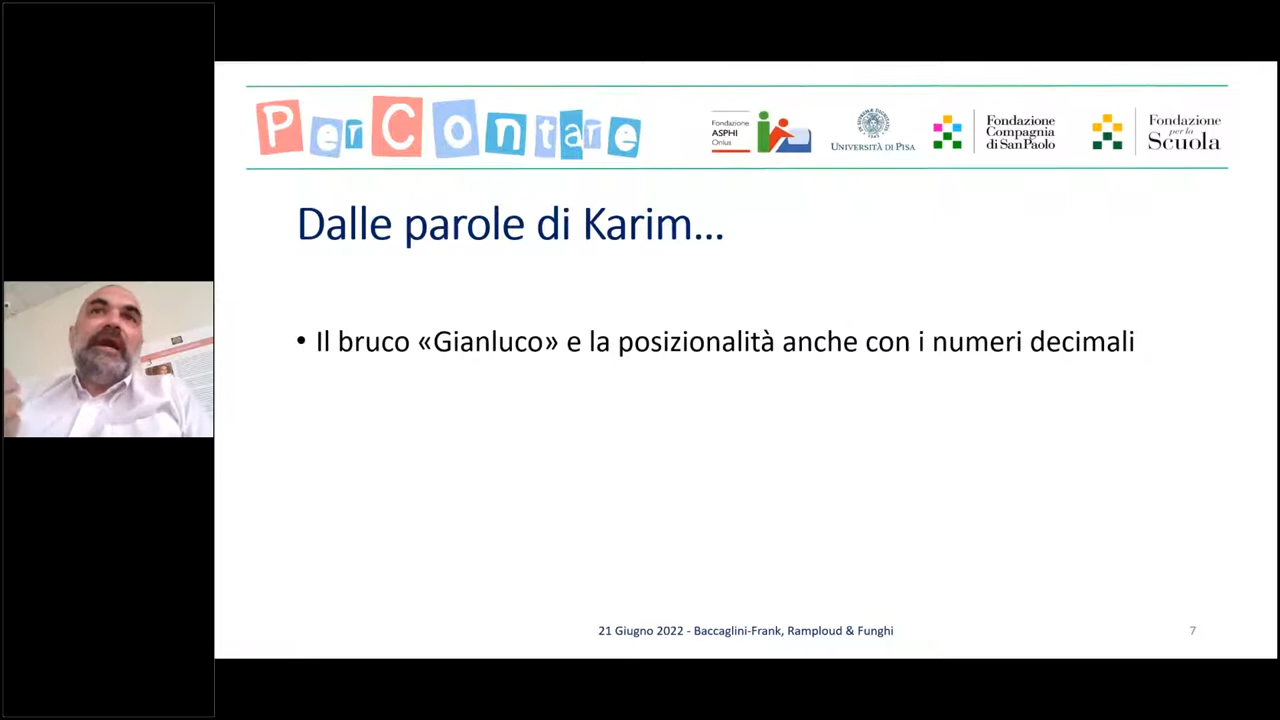 PerContare
Fondazione
ASPHI
Onlus
UNIVERSITÀ DI PISA
Fondazione
Compagnia
di San Paolo
Fondazione
per la
Scuola
Dalle parole di Karim...
• Il bruco «Gianluco» e la posizionalità anche con i numeri decimali
21 Giugno 2022 - Baccaglini-Frank, Ramploud & Funghi
7